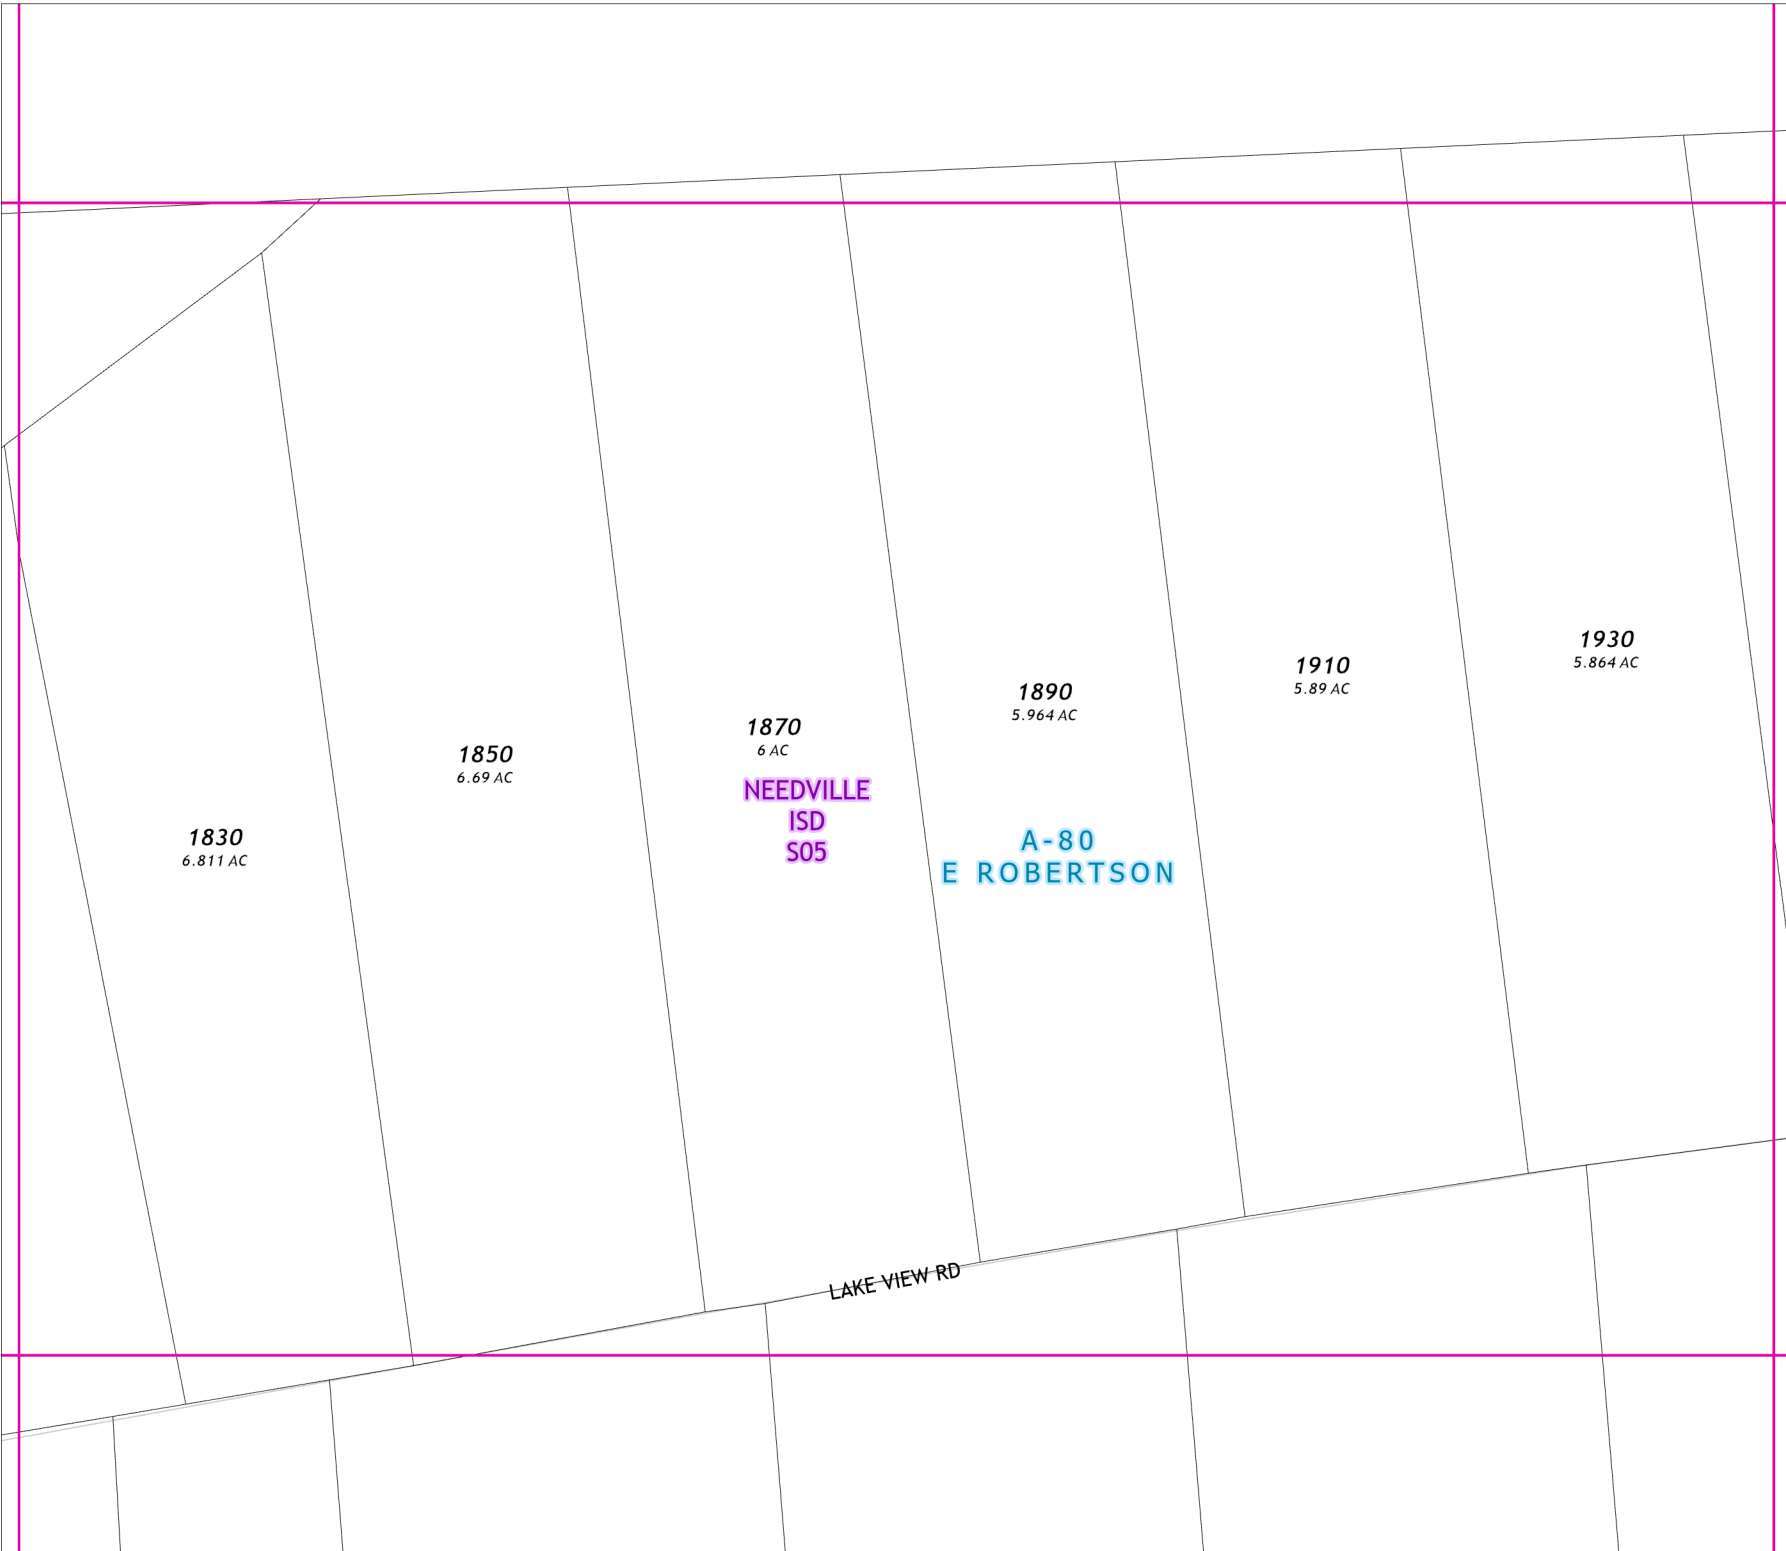 1930
5.864 AC
1910
5.89 AC
1890
5.964 AC
1870
6 AC
1850
6.69 AC
NEEDVILLE
ISD
S05
1830
6.811 AC
A-80
E ROBERTSON
LAKE VIEW RD